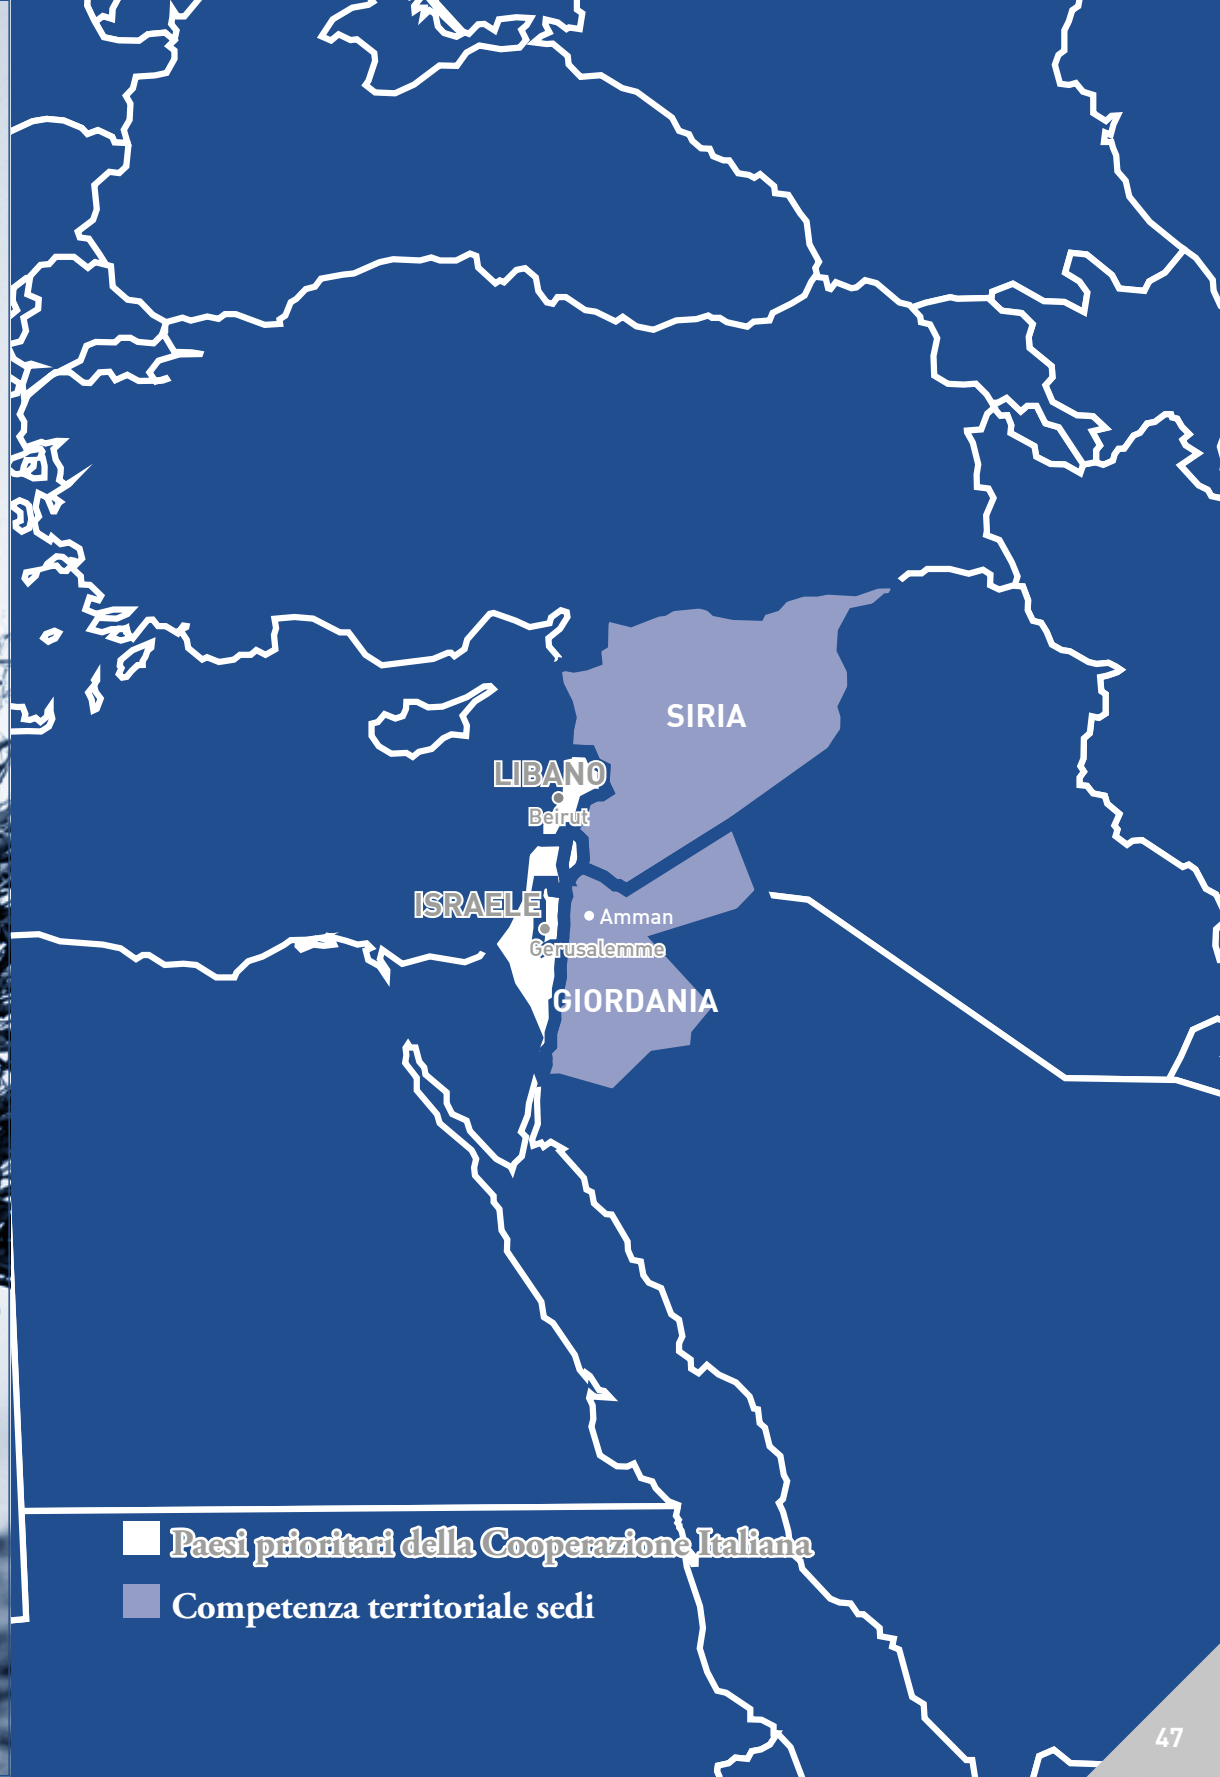 SIRIA
LIBANO
Beirut
ISRAELE
Amman
Gerusalemme
GIORDANIA
Paesi prioritari della Cooperazione Italiana
Competenza territoriale sedi
47